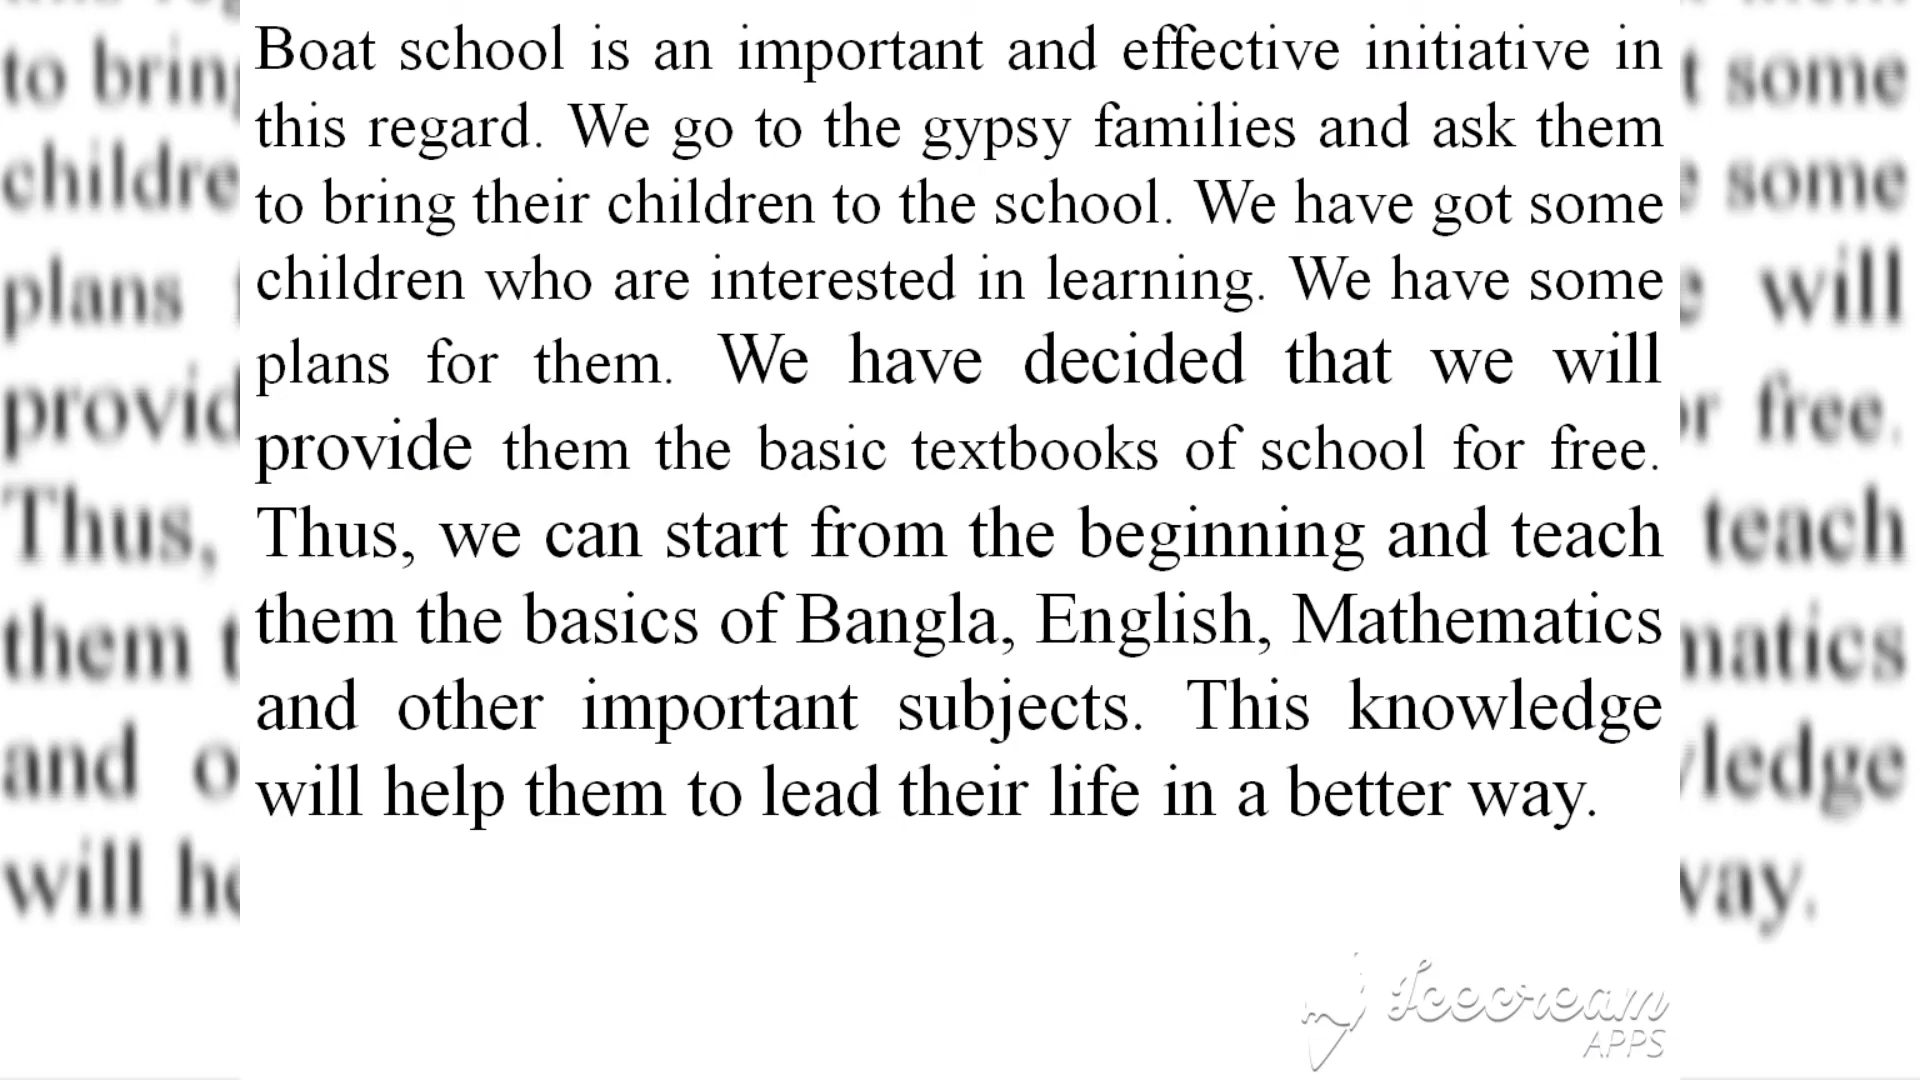 Boat school is an important and effective initiative in
this regard. We go to the gypsy families and ask them
to bring their children to the school. We have got some
children who are interested in learning. We have some
plans for them. We have decided that we will
provide them the basic textbooks of school for free.
Thus, we can start from the beginning and teach
them the basics of Bangla, English, Mathematics
and other important subjects. This knowledge
will help them to lead their life in a better way.
Icecream
APPS